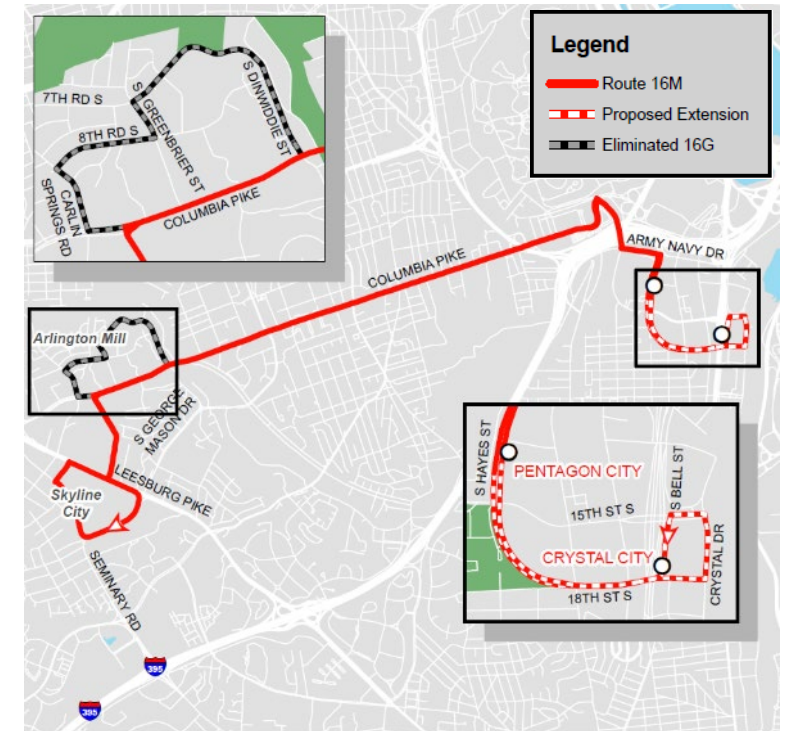 7TH RD S
8TH RD S
S GREENBRIER ST
S DINWIDDIE ST
CARLIN
SPRINGS RD
COLUMBIA PIKE
Legend
Route 16M
Proposed Extension
Eliminated 16G
ARMY NAVY DR
COLUMBIA PIKE
Arlington Mill
S GEORGE
MASON DR
LEESBURG PIKE
Skyline
City
SEMINARY RD
395
395
S HAYES ST
PENTAGON CITY
S BELL ST
15TH ST S
CRYSTAL CITY
CRYSTAL DR
18TH ST S